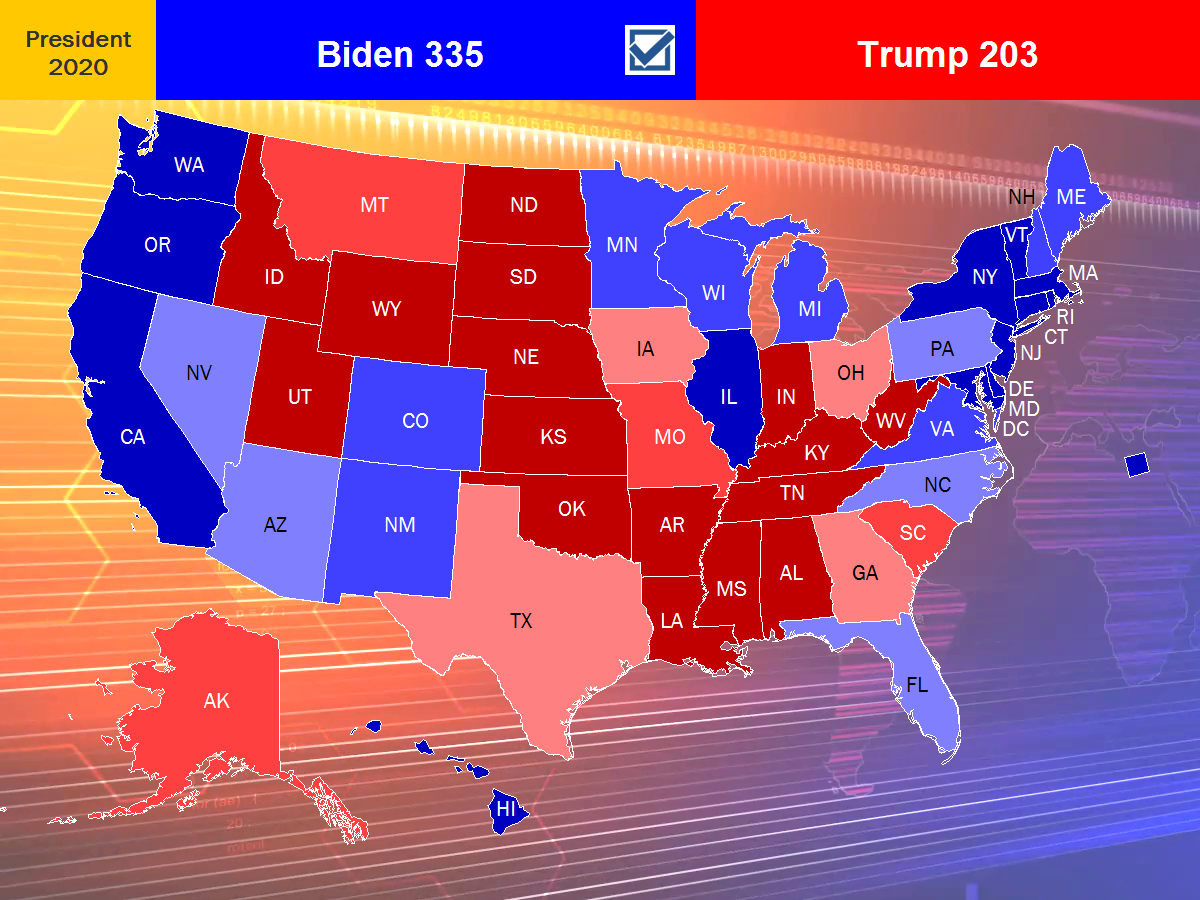 President
2020
Biden 335
Trump 203
WA
MT
ND
MN
NH
ME
OR
ID
SD
WI
MI
VT
NY
MA
WY
RI
CT
NV
UT
NE
IA
IL
IN
OH
PA
NJ
DE
MD
DC
CA
CO
KS
MO
KY
WV
VA
AZ
NM
OK
AR
TN
NC
SC
TX
LA
MS
AL
GA
AK
FL
HI